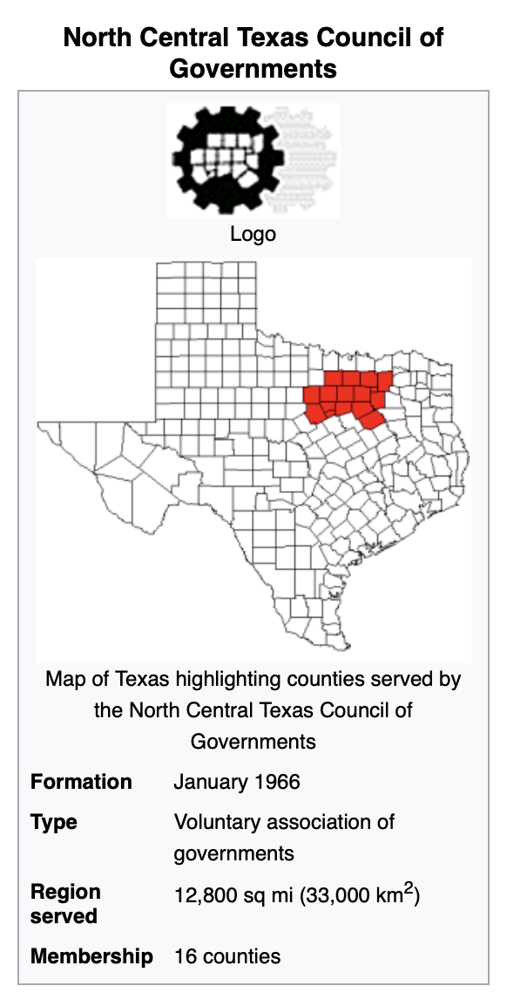 North Central Texas Council of
Governments
Logo
Map of Texas highlighting counties served by
the North Central Texas Council of
Governments
Formation January 1966
Type Voluntary association of
governments
Region
served 12,800 sq mi (33,000 km²)
Membership 16 counties